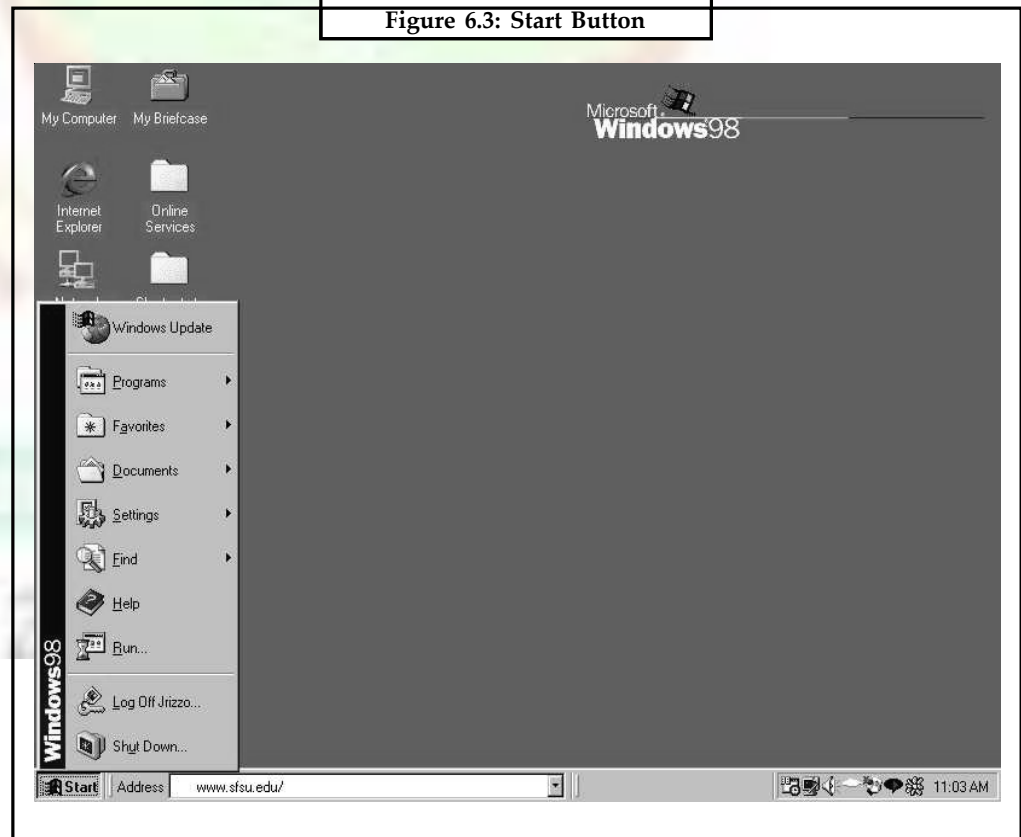 Figure 6.3: Start Button
My Computer
My Briefcase
Microsoft
Windows98
Internet
Explorer
Online
Services
Windows Update
Programs
Favorites
Documents
Settings
Find
Help
Run...
Log Off Jrizzo...
Shut Down...
Windows98
Start
Address
www.sfsu.edu/
11:03 AM